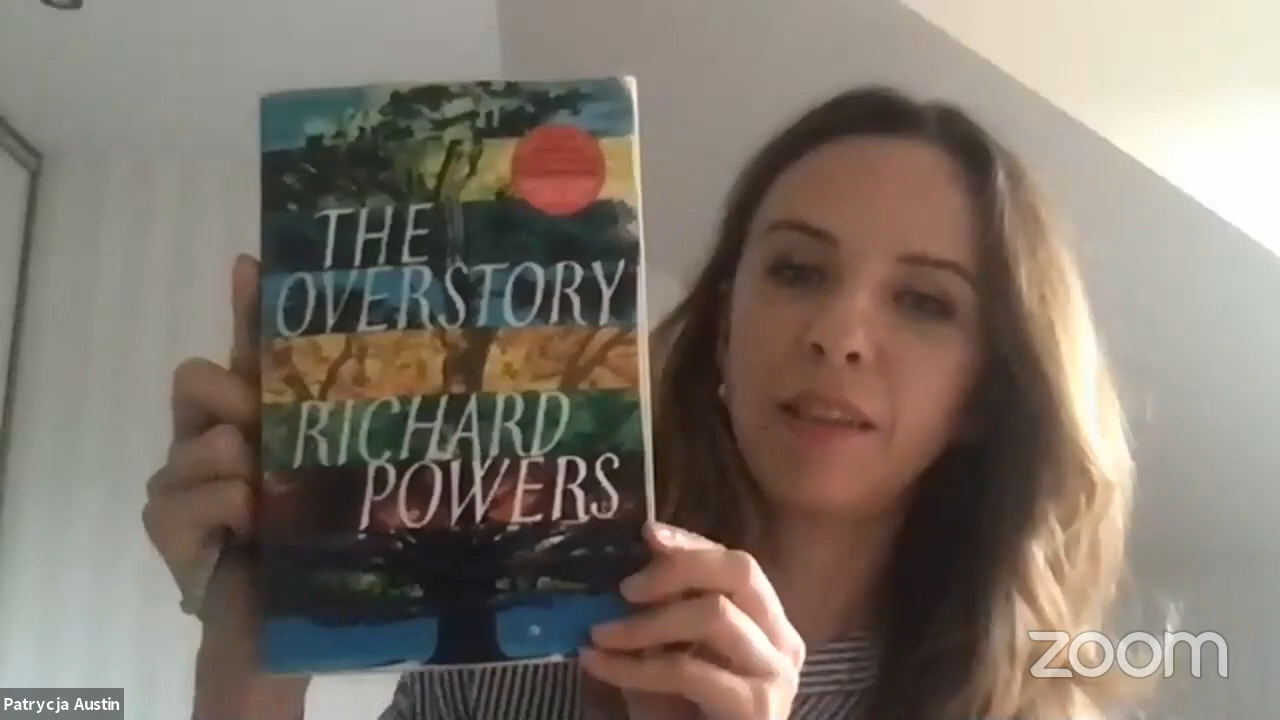 THE
OVERSTORY
RICHARD
POWERS
zoom
Patrycja Austin